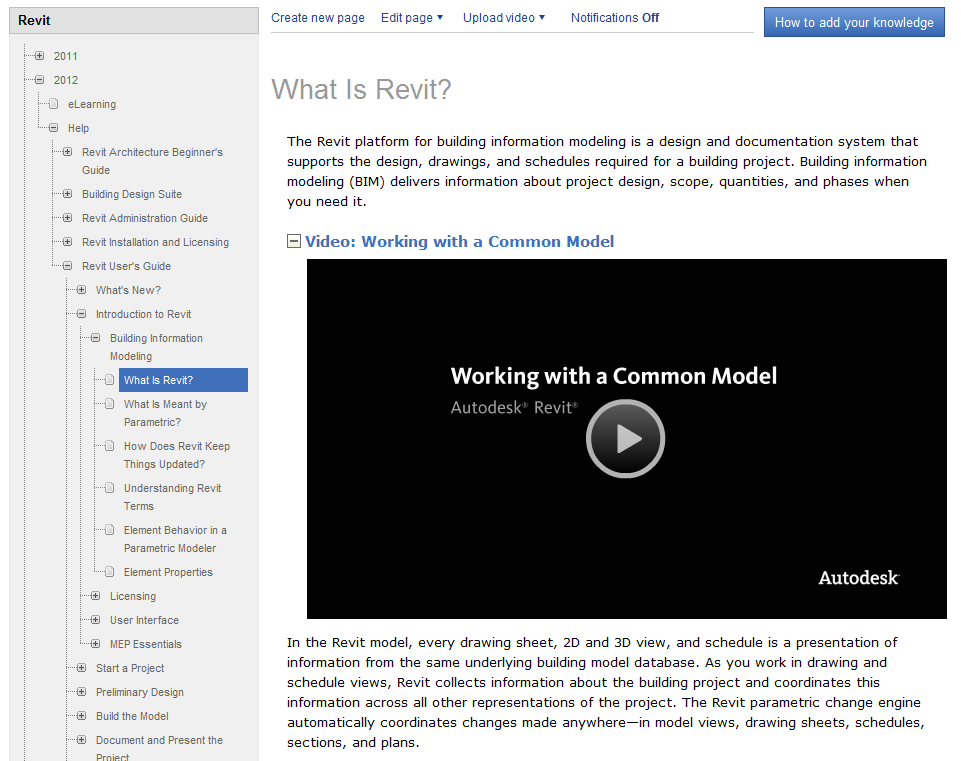 Revit
2011
2012
eLearning
Help
Revit Architecture Beginner's
Guide
Building Design Suite
Revit Administration Guide
Revit Installation and Licensing
Revit User's Guide
What's New?
Introduction to Revit
Building Information
Modeling
What Is Revit?
What Is Meant by
Parametric?
How Does Revit Keep
Things Updated?
Understanding Revit
Terms
Element Behavior in a
Parametric Modeler
Element Properties
Licensing
User Interface
MEP Essentials
Start a Project
Preliminary Design
Build the Model
Document and Present the
Project
Create new page Edit page Upload video Notifications Off
How to add your knowledge
What Is Revit?
The Revit platform for building information modeling is a design and documentation system that
supports the design, drawings, and schedules required for a building project. Building information
modeling (BIM) delivers information about project design, scope, quantities, and phases when
you need it.
Video: Working with a Common Model
Working with a Common Model
Autodesk® Revit®
Autodesk®
In the Revit model, every drawing sheet, 2D and 3D view, and schedule is a presentation of
information from the same underlying building model database. As you work in drawing and
schedule views, Revit collects information about the building project and coordinates this
information across all other representations of the project. The Revit parametric change engine
automatically coordinates changes made anywhere—in model views, drawing sheets, schedules,
sections, and plans.